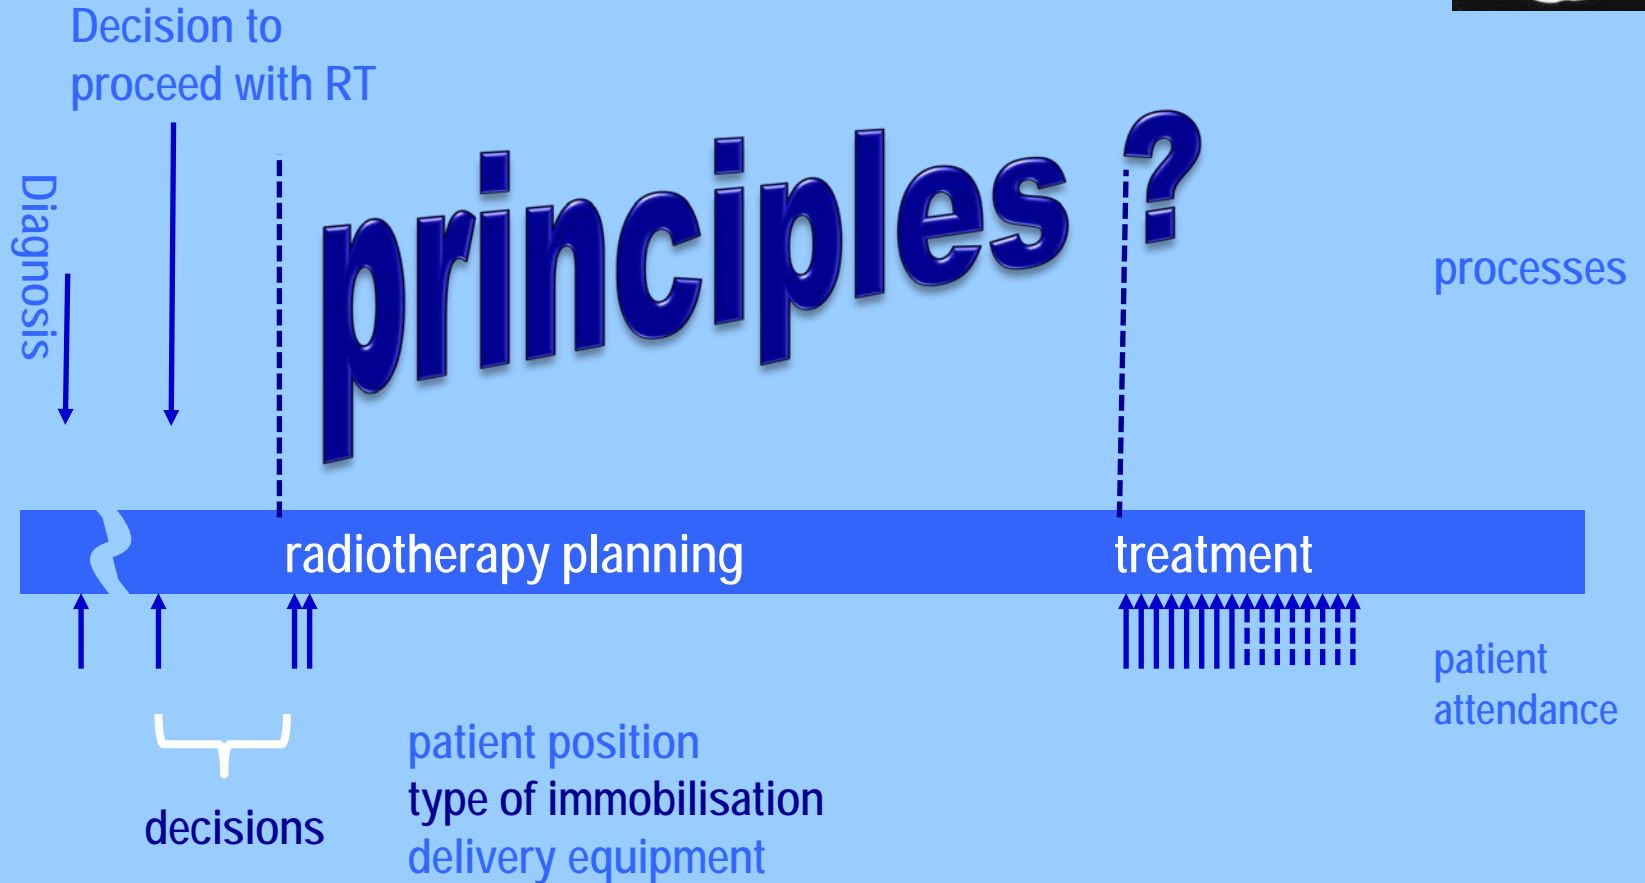 Decision to
proceed with RT
Diagnosis
principles ?
processes
radiotherapy planning
treatment
patient
attendance
decisions
patient position
type of immobilisation
delivery equipment